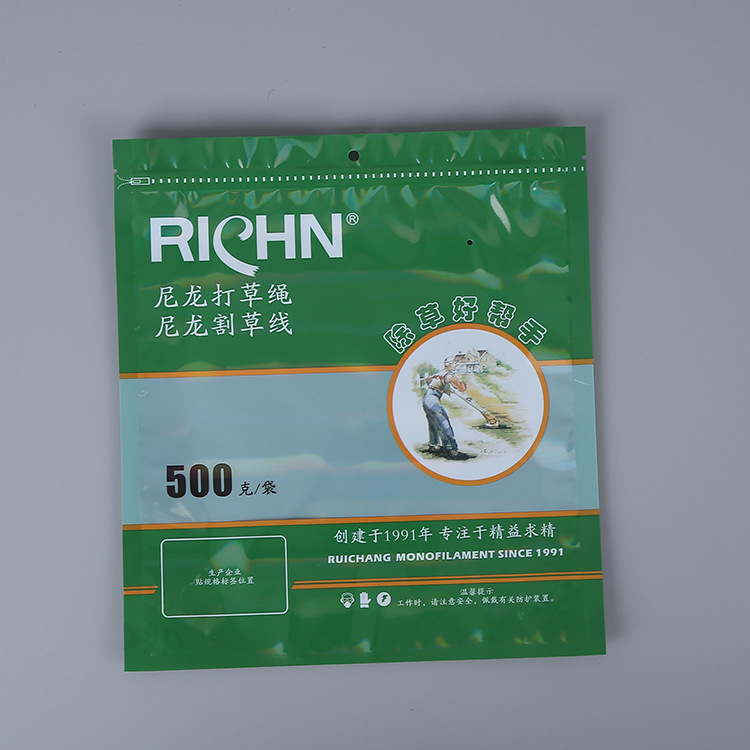 RICHN®
尼龙打草绳
尼龙割草线
除草好帮手
500克/袋
创建于1991年 专注于精益求精
RUICHANG MONOFILAMENT SINCE 1991
生产企业
贴规格标签位置
温馨提示
工作时，请注意安全，佩戴有关防护装置。